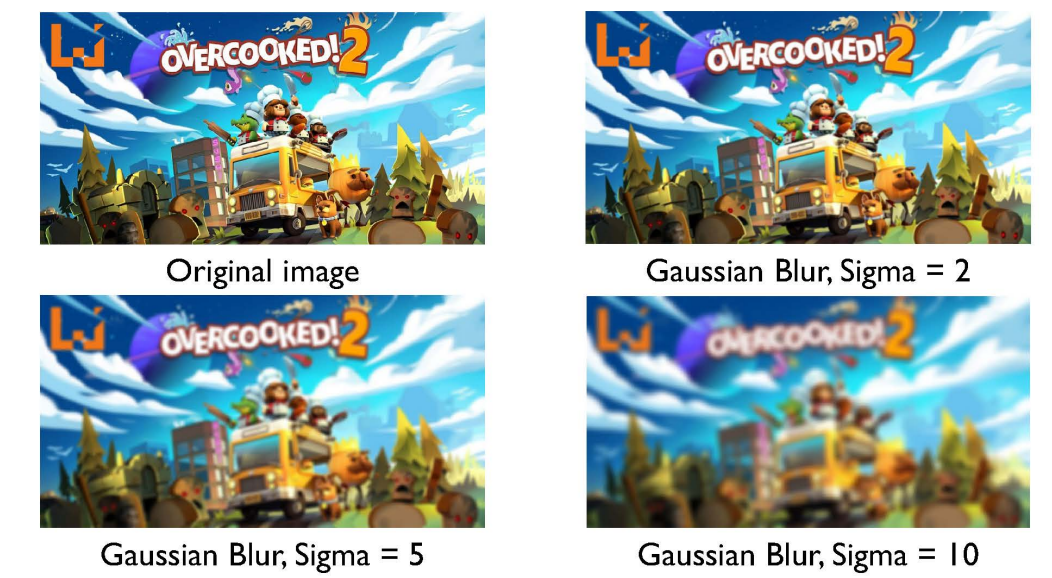 OVERCOOKED! 2
OVERCOOKED! 2
Original image
Gaussian Blur, Sigma = 2
OVERCOOKED! 2
OVERCOOKED! 2
Gaussian Blur, Sigma = 5
Gaussian Blur, Sigma = 10